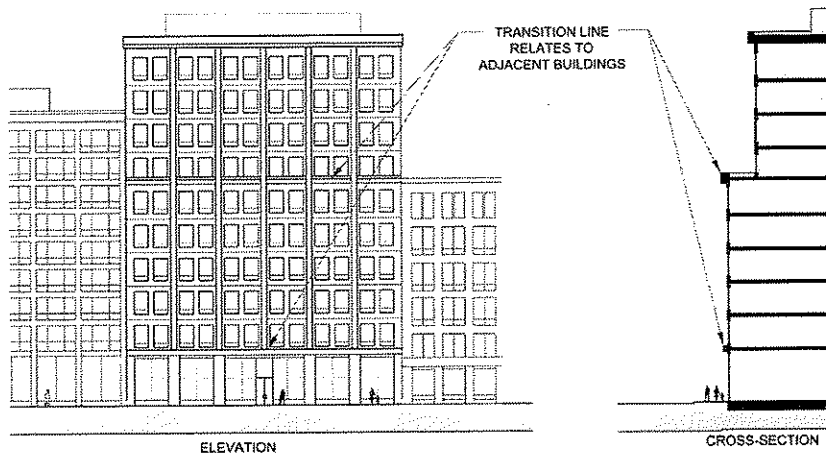 TRANSITION LINE
RELATES TO
ADJACENT BUILDINGS
ELEVATION
CROSS-SECTION